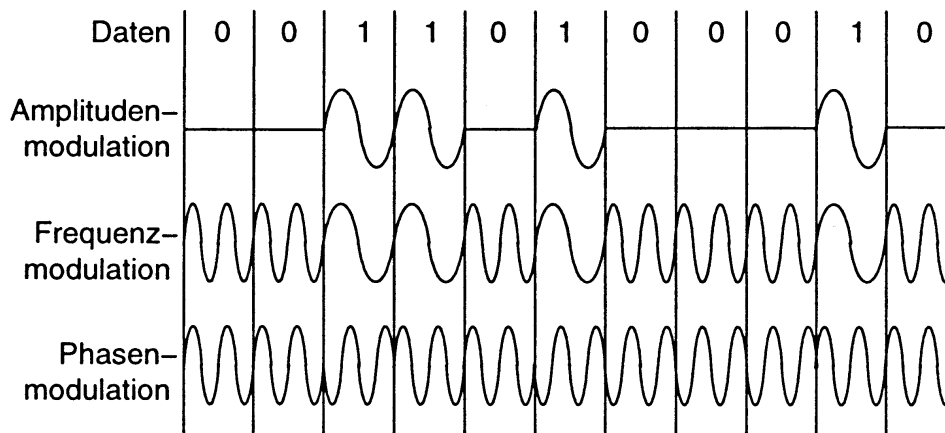 Daten 0 0 1 1 0 1 0 0 0 1 0
Amplituden–
modulation
Frequenz–
modulation
Phasen–
modulation